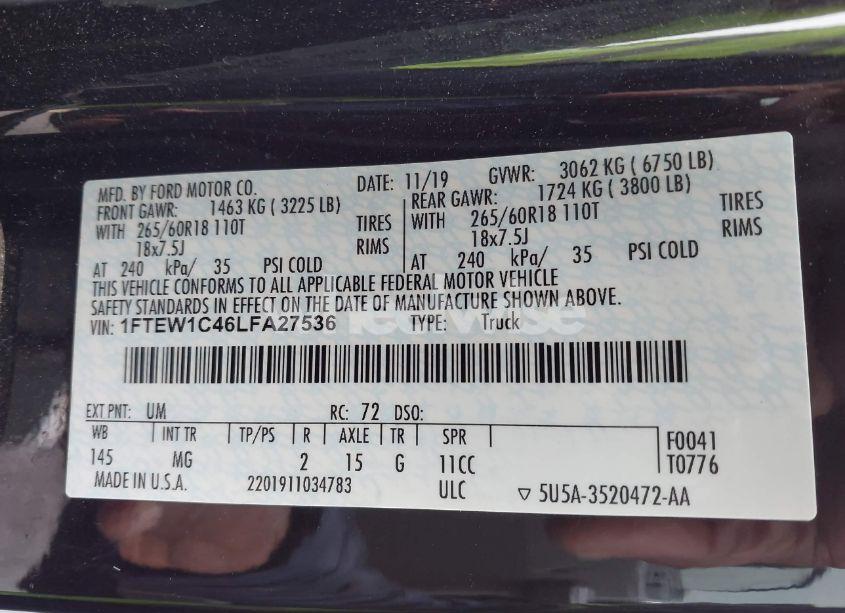 MFD. BY FORD MOTOR CO. DATE: 11/19 GVWR: 3062 KG ( 6750 LB)
FRONT GAWR: 1463 KG ( 3225 LB) REAR GAWR: 1724 KG ( 3800 LB)
WITH 265/60R18 110T TIRES WITH 265/60R18 110T TIRES
18x7.5J RIMS 18x7.5J RIMS
AT 240 kPa/ 35 PSI COLD AT 240 kPa/ 35 PSI COLD
THIS VEHICLE CONFORMS TO ALL APPLICABLE FEDERAL MOTOR VEHICLE
SAFETY STANDARDS IN EFFECT ON THE DATE OF MANUFACTURE SHOWN ABOVE.
VIN: 1FTEW1C46LFA27536 TYPE: Truck
EXT PNT: UM RC: 72 DSO:
WB INT TR TP/PS R AXLE TR SPR F0041
145 MG 2 15 G 11CC T0776
MADE IN U.S.A. 2201911034783 ULC ▽ 5U5A-3520472-AA